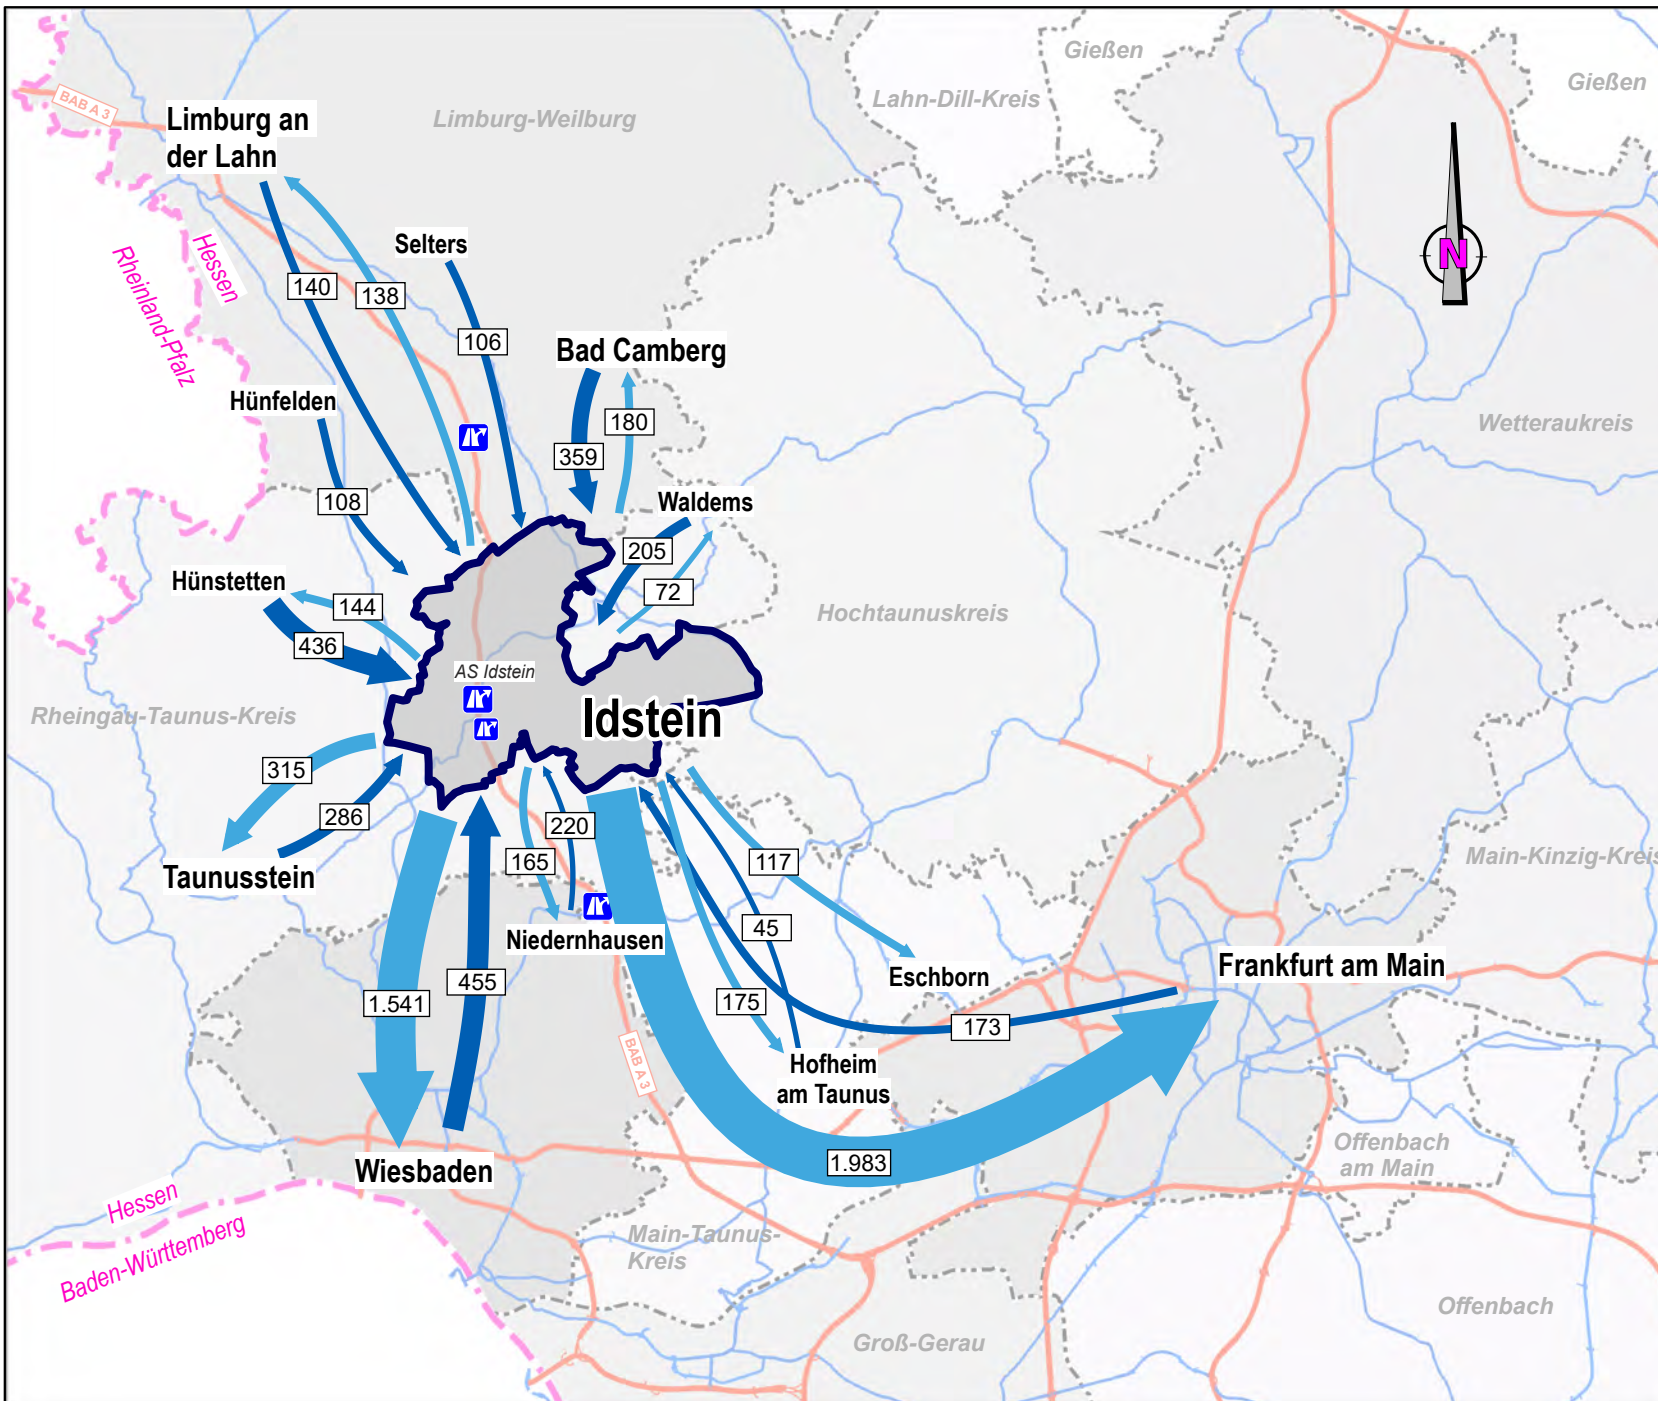 Gießen
Gießen
Lahn-Dill-Kreis
BAB A 3
Limburg an
der Lahn
Limburg-Weilburg
N
Selters
Hessen
Rheinland-Pfalz
140
138
106
Bad Camberg
Hünfelden
180
Wetteraukreis
359
108
Waldems
205
Hünstetten
72
144
Hochtaunuskreis
436
AS Idstein
Idstein
Rheingau-Taunus-Kreis
315
286
220
165
117
Main-Kinzig-Kreis
Taunusstein
45
Niedernhausen
Frankfurt am Main
Eschborn
455
1.541
175
173
BAB A 3
Hofheim
am Taunus
Offenbach
am Main
1.983
Wiesbaden
Hessen
Baden-Württemberg
Main-Taunus-
Kreis
Offenbach
Groß-Gerau